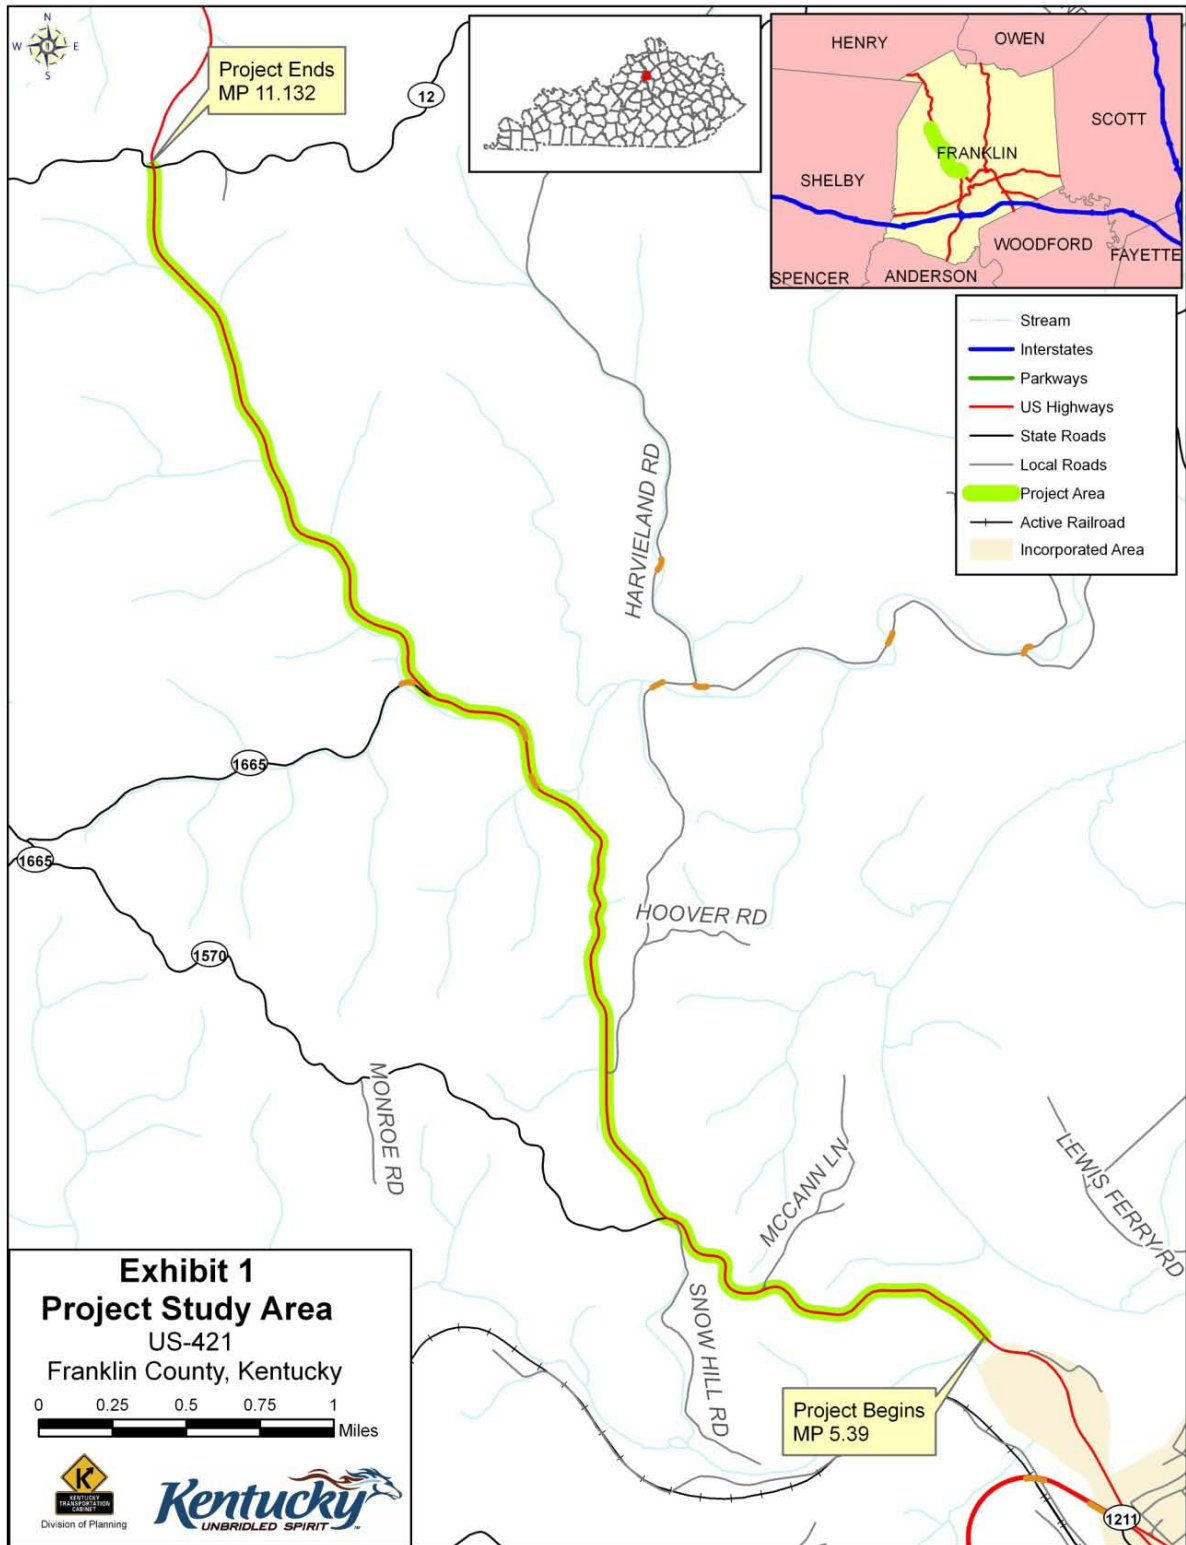 N
W
E
S
Project Ends
MP 11.132
12
HENRY
OWEN
SCOTT
FRANKLIN
SHELBY
WOODFORD
FAYETTE
SPENCER
ANDERSON
Stream
Interstates
Parkways
US Highways
State Roads
Local Roads
Project Area
Active Railroad
Incorporated Area
HARVIELAND RD
1665
1665
HOOVER RD
1570
MONROE RD
MCCANN LN
LEWIS FERRY RD
SNOW HILL RD
Project Begins
MP 5.39
1211
Exhibit 1
Project Study Area
US-421
Franklin County, Kentucky
0 0.25 0.5 0.75 1
Miles
KENTUCKY
TRANSPORTATION
CABINET
Division of Planning
Kentucky
UNBRIDLED SPIRIT